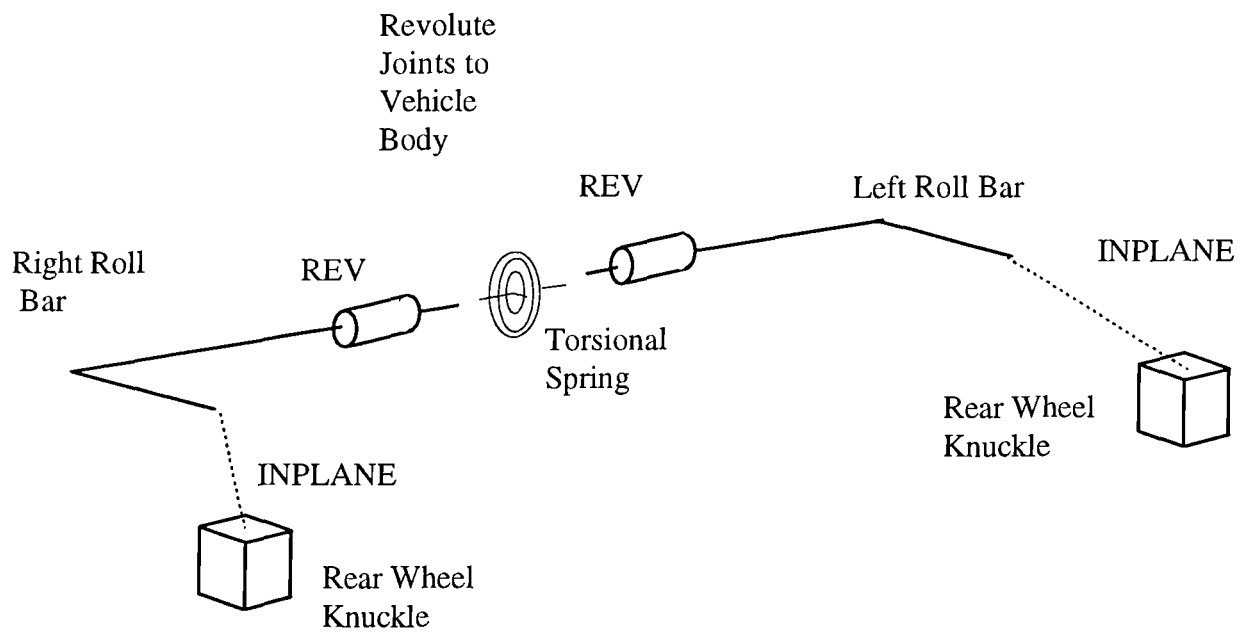 Revolute
Joints to
Vehicle
Body
REV
Left Roll Bar
INPLANE
Right Roll
Bar
REV
Torsional
Spring
Rear Wheel
Knuckle
INPLANE
Rear Wheel
Knuckle